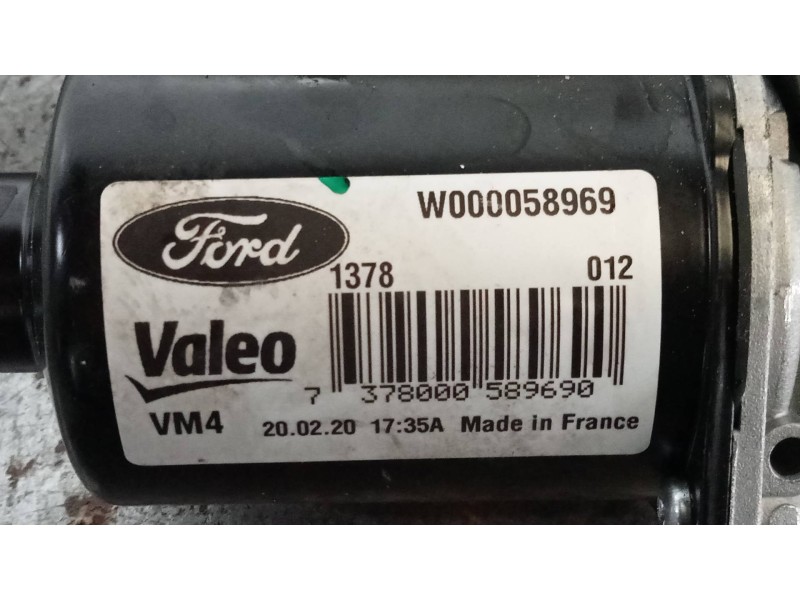 Ford
W000058969
1378 012
Valeo
7 378000 589690
VM4 20.02.20 17:35A Made in France